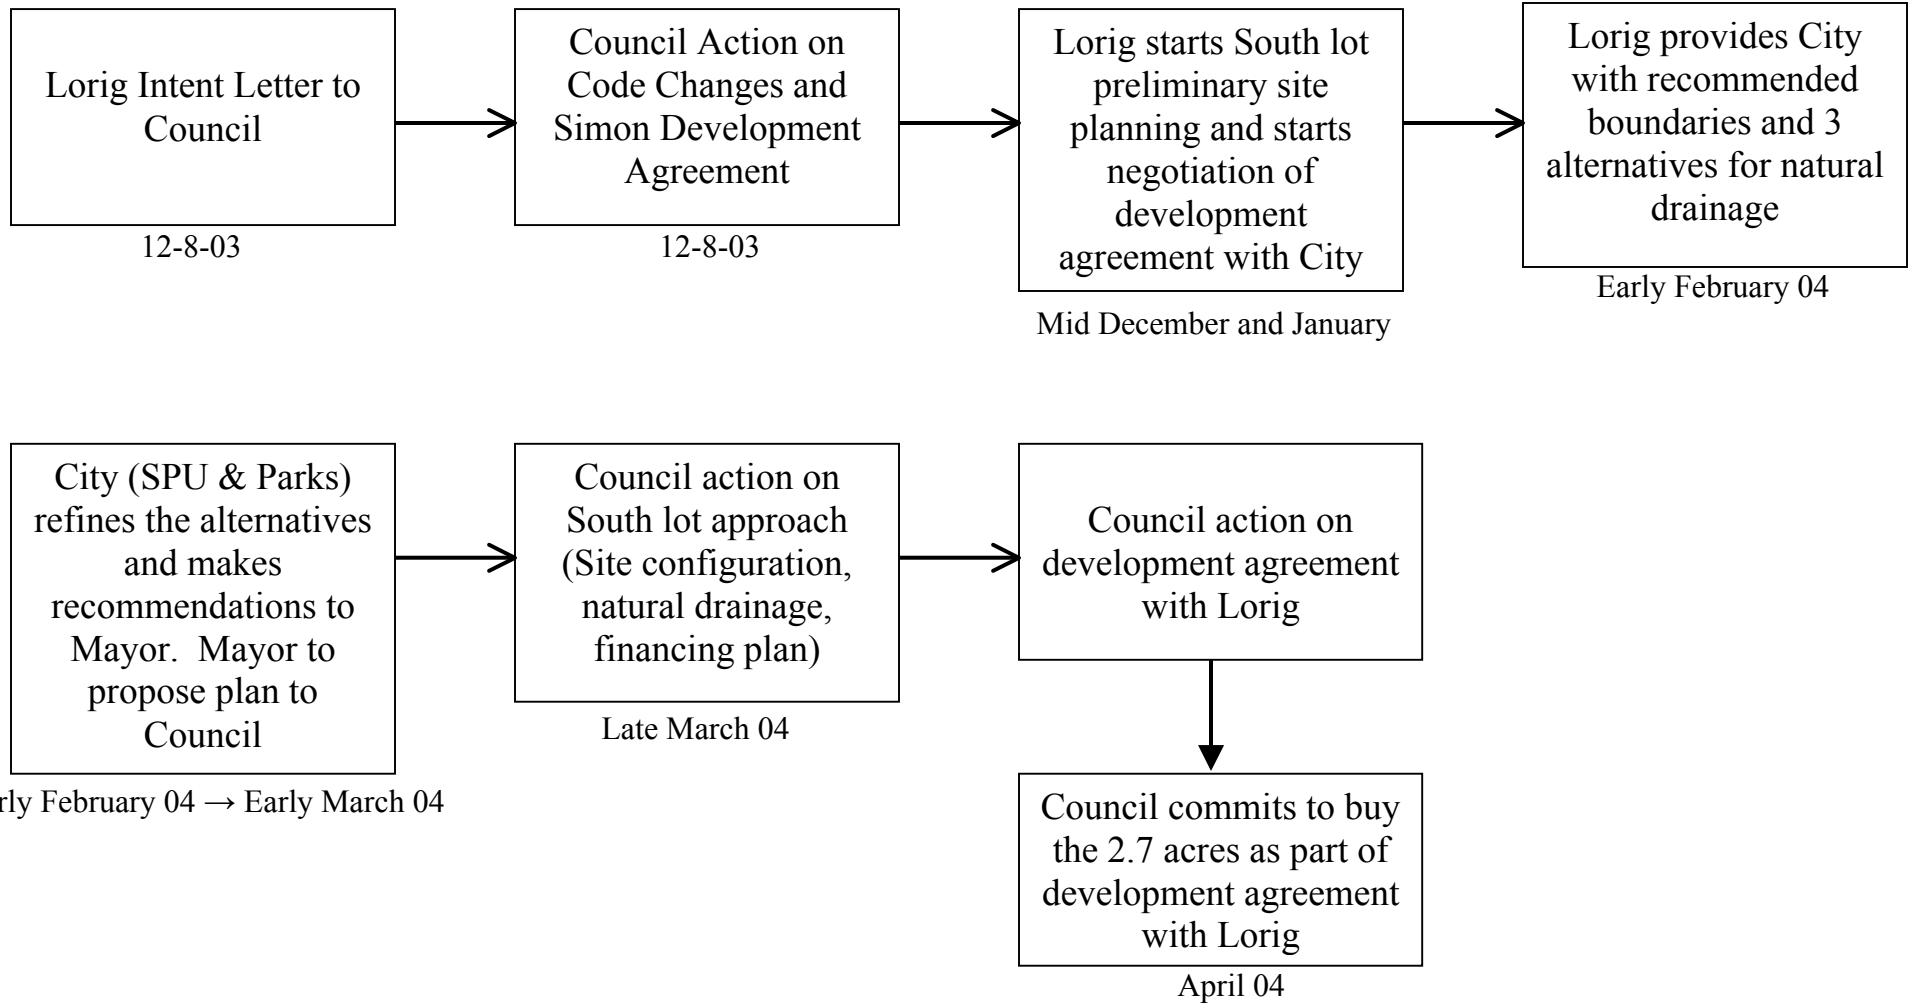 Lorig Intent Letter to
Council
12-8-03
Council Action on
Code Changes and
Simon Development
Agreement
12-8-03
Lorig starts South lot
preliminary site
planning and starts
negotiation of
development
agreement with City
Mid December and January
Lorig provides City
with recommended
boundaries and 3
alternatives for natural
drainage
Early February 04
City (SPU & Parks)
refines the alternatives
and makes
recommendations to
Mayor.  Mayor to
propose plan to
Council
rly February 04 → Early March 04
Council action on
South lot approach
(Site configuration,
natural drainage,
financing plan)
Late March 04
Council action on
development agreement
with Lorig
Council commits to buy
the 2.7 acres as part of
development agreement
with Lorig
April 04